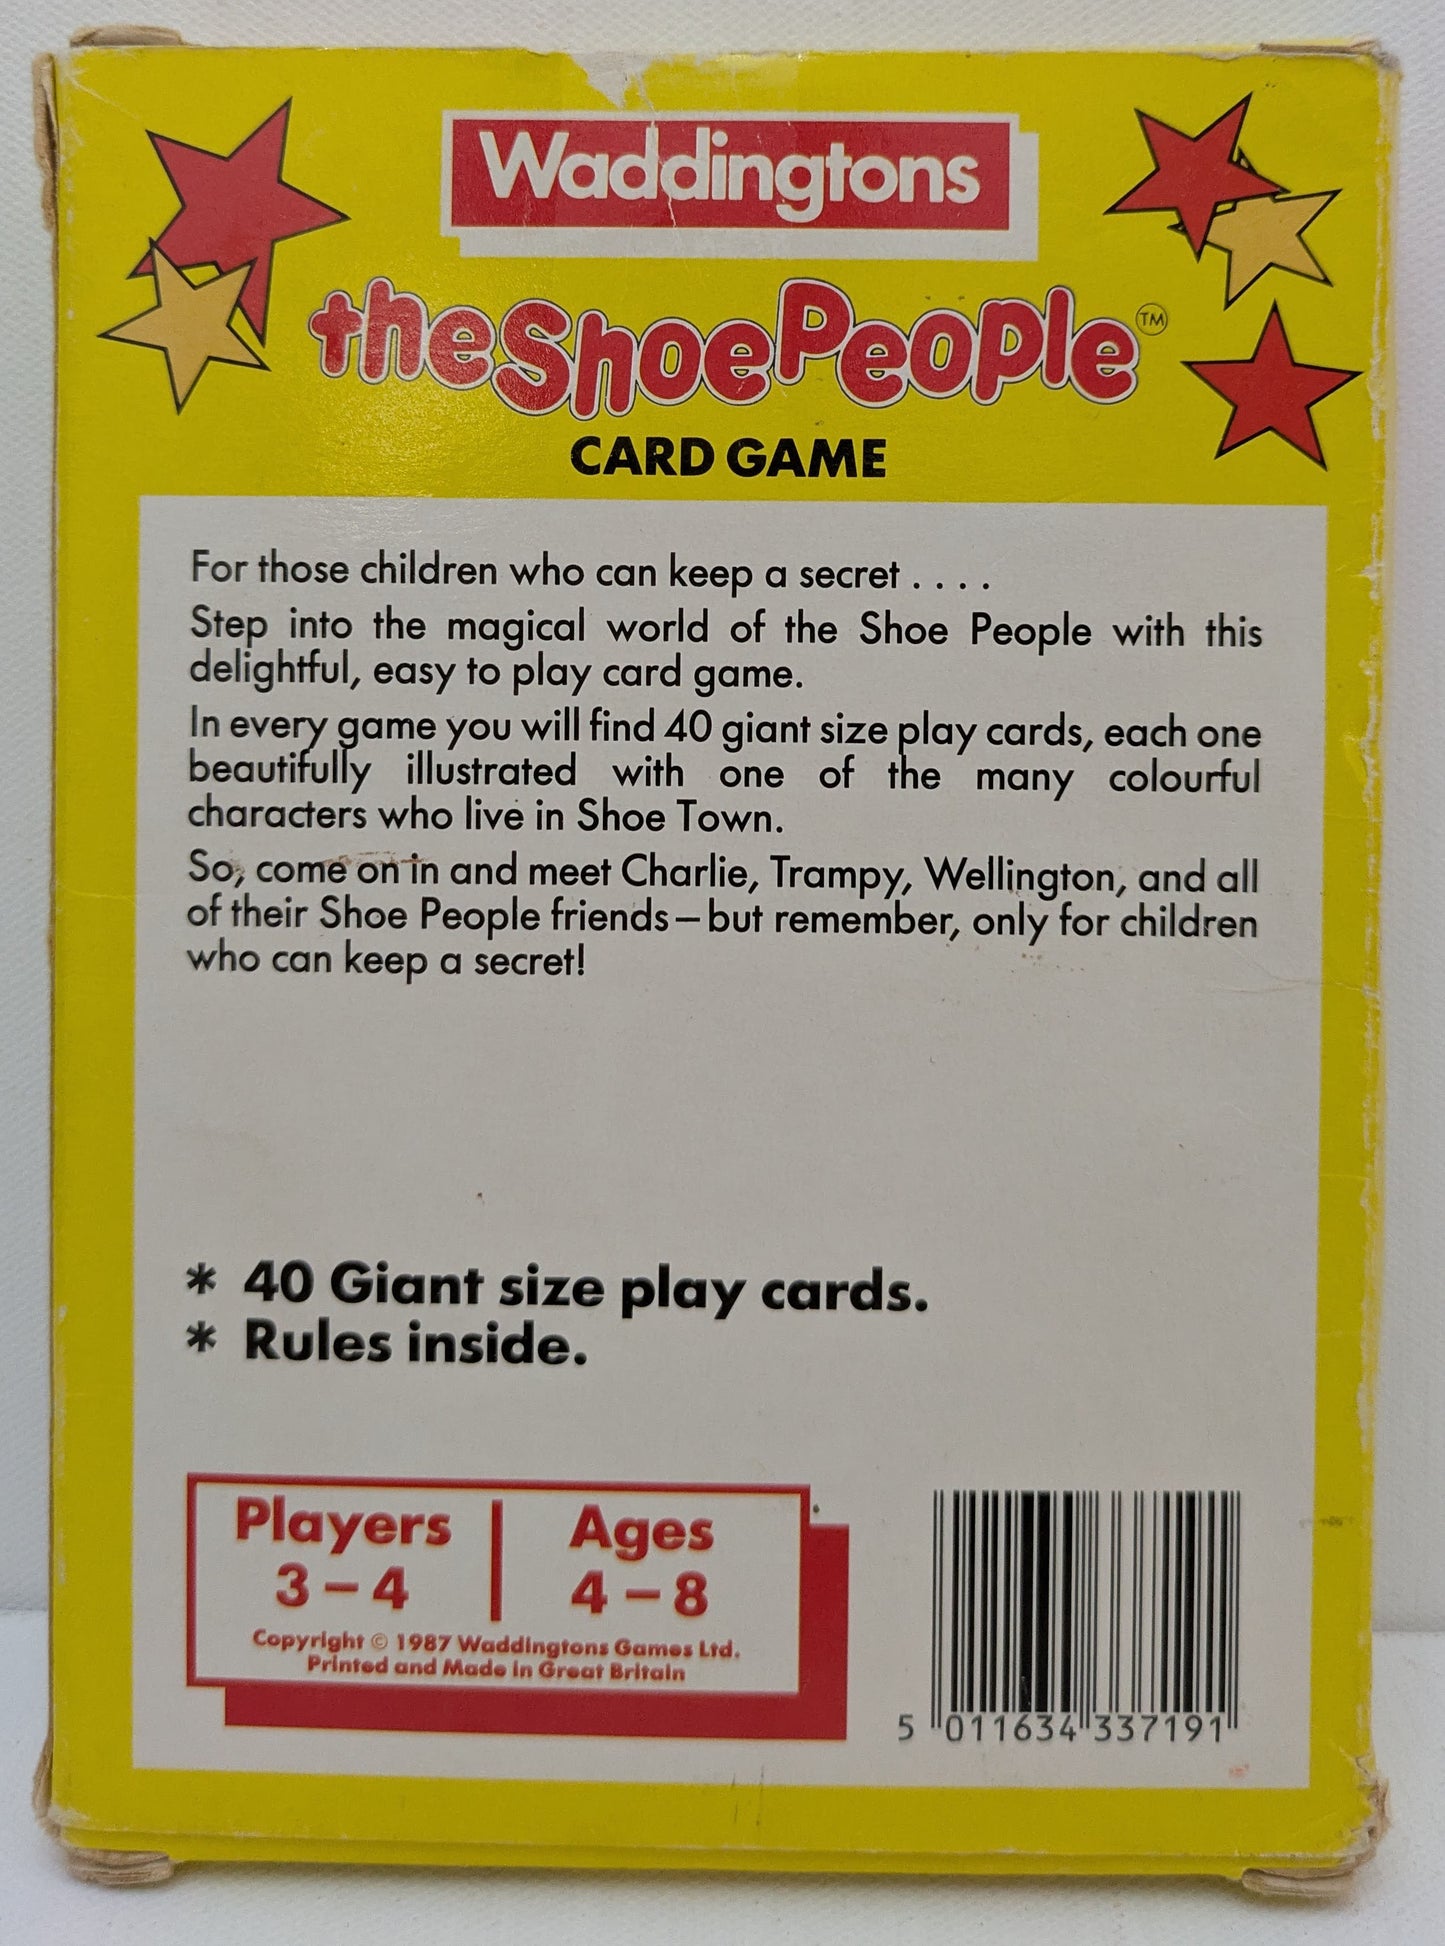 Waddingtons
the Shoe People TM
CARD GAME
For those children who can keep a secret . . . .
Step into the magical world of the Shoe People with this
delightful, easy to play card game.
In every game you will find 40 giant size play cards, each one
beautifully illustrated with one of the many colourful
characters who live in Shoe Town.
So, come on in and meet Charlie, Trampy, Wellington, and all
of their Shoe People friends – but remember, only for children
who can keep a secret!
* 40 Giant size play cards.
* Rules inside.
Players | Ages
3 – 4 | 4 – 8
Copyright © 1987 Waddingtons Games Ltd.
Printed and Made in Great Britain
5 011634 337191